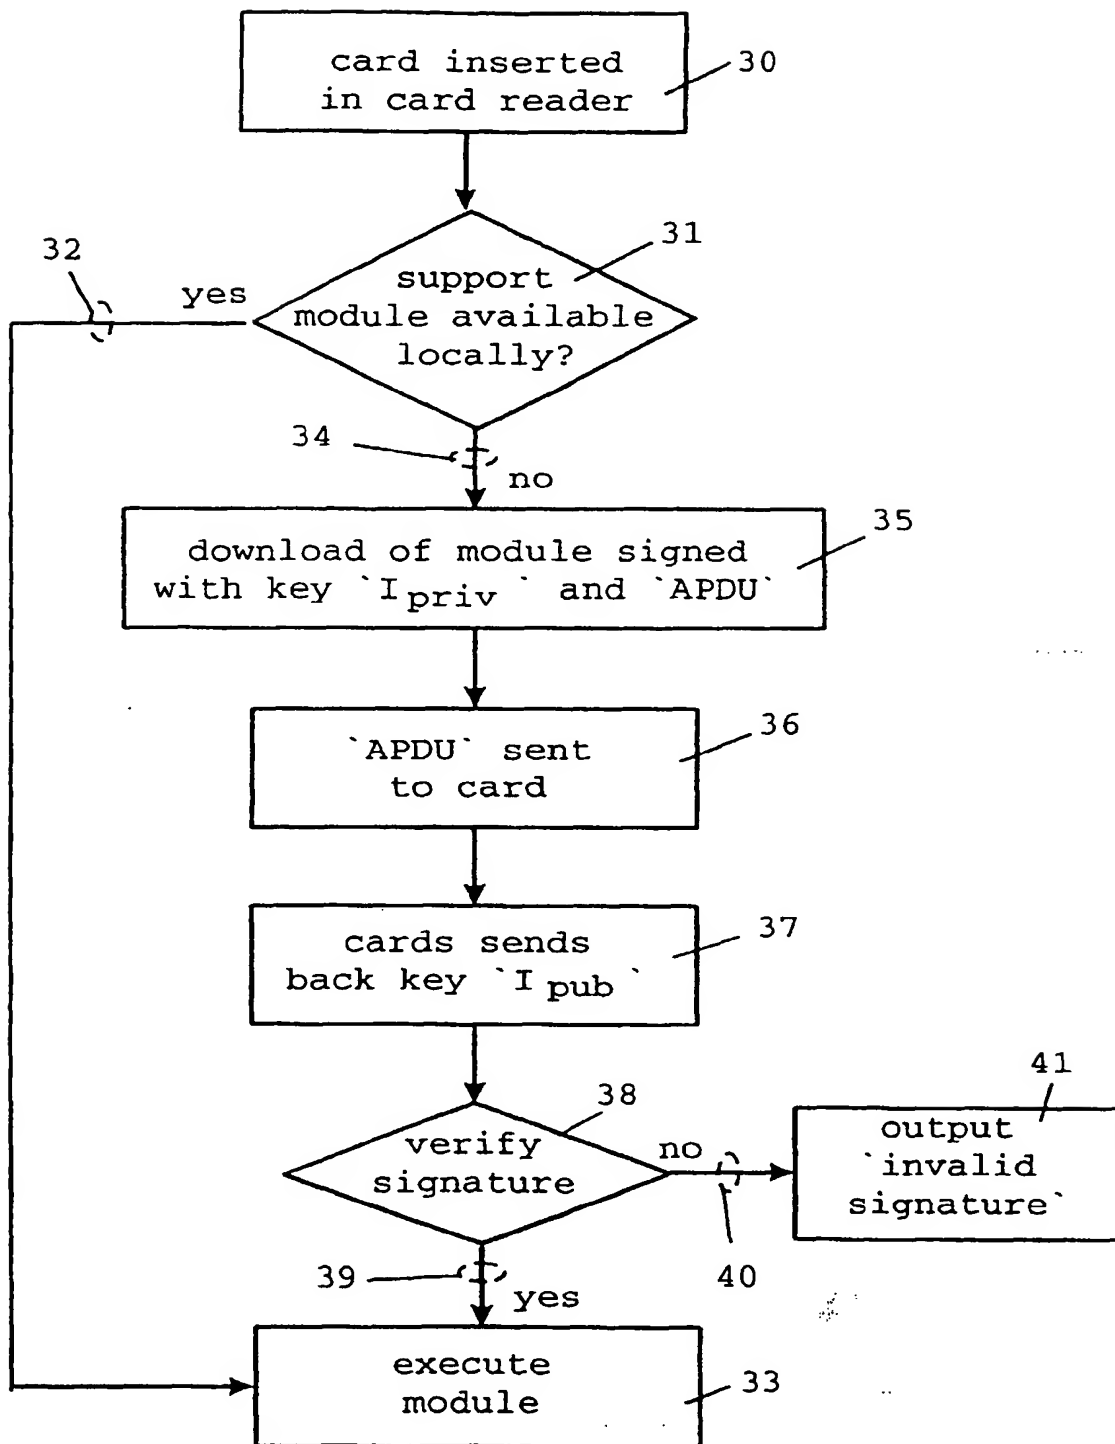 card inserted
in card reader
30
31
32
yes
support
module available
locally?
34
no
35
download of module signed
with key `Ipriv ` and `APDU`
36
`APDU` sent
to card
37
cards sends
back key `Ipub `
38
verify
signature
no
41
output
`invalid
signature`
39
40
yes
execute
module
33